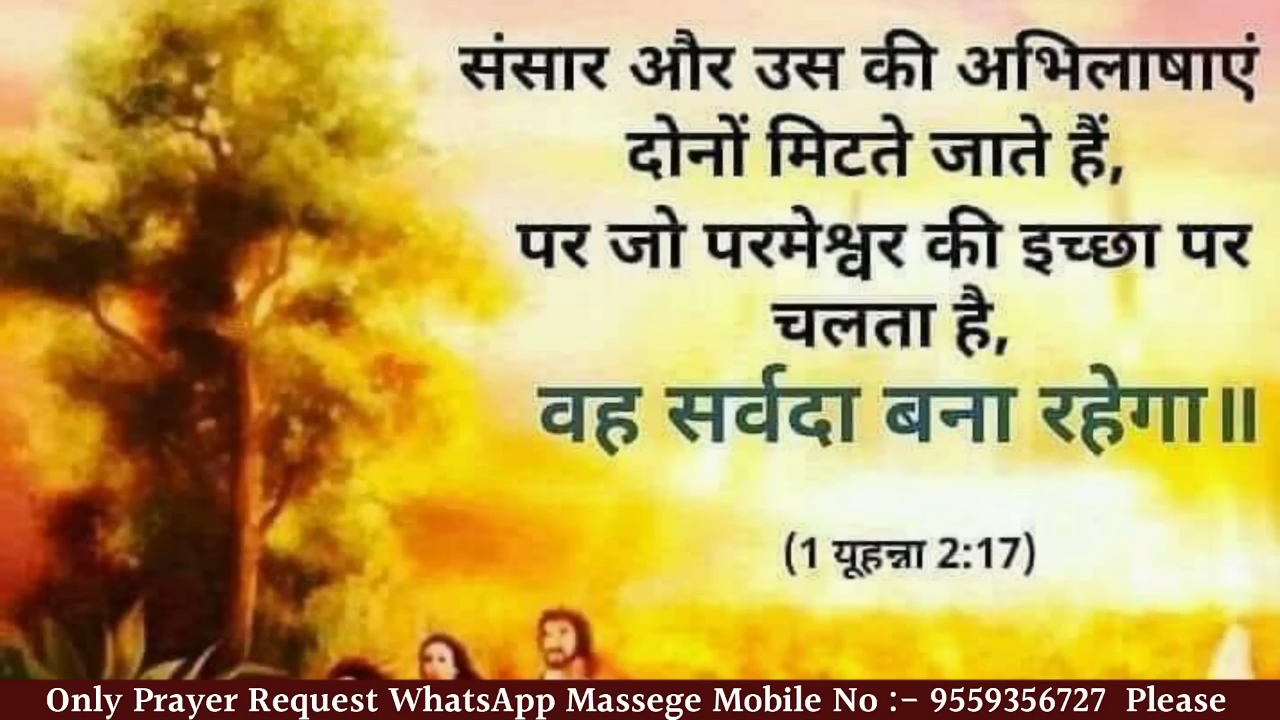 संसार और उस की अभिलाषाएं
दोनों मिटते जाते हैं,
पर जो परमेश्वर की इच्छा पर
चलता है,
वह सर्वदा बना रहेगा॥
(1 यूहन्ना 2:17)
Only Prayer Request WhatsApp Massege Mobile No :- 9559356727 Please